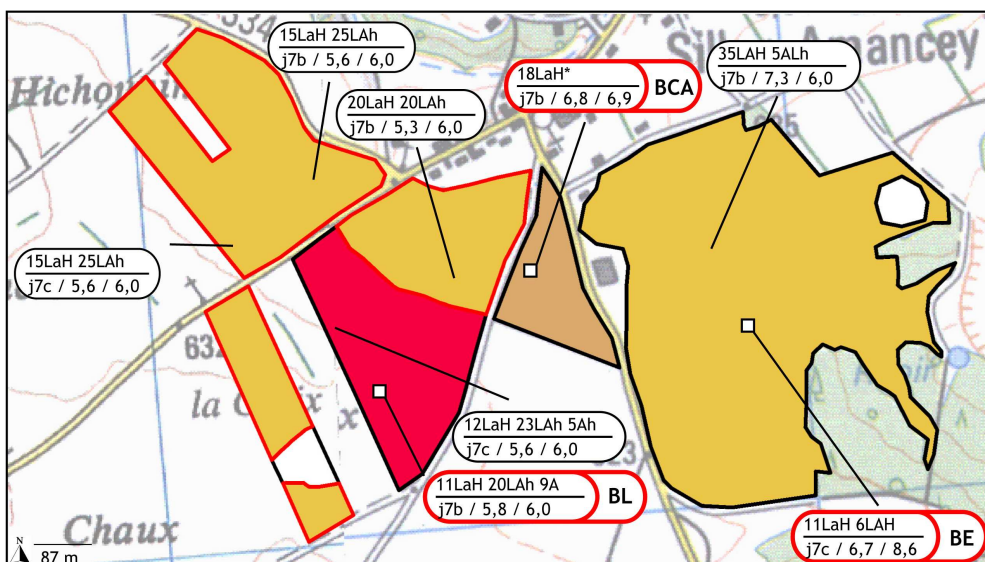 534
15LaH 25LAh
j7b / 5,6 / 6,0
Amancey
35LAH 5ALh
j7b / 7,3 / 6,0
18LaH*
j7b / 6,8 / 6,9
BCA
20LaH 20LAh
j7b / 5,3 / 6,0
15LaH 25LAh
j7c / 5,6 / 6,0
la
12LaH 23LAh 5Ah
j7c / 5,6 / 6,0
11LaH 20LAh 9A
j7b / 5,8 / 6,0
BL
11LaH 6LAH
j7c / 6,7 / 8,6
BE
Chaux
N
87 m